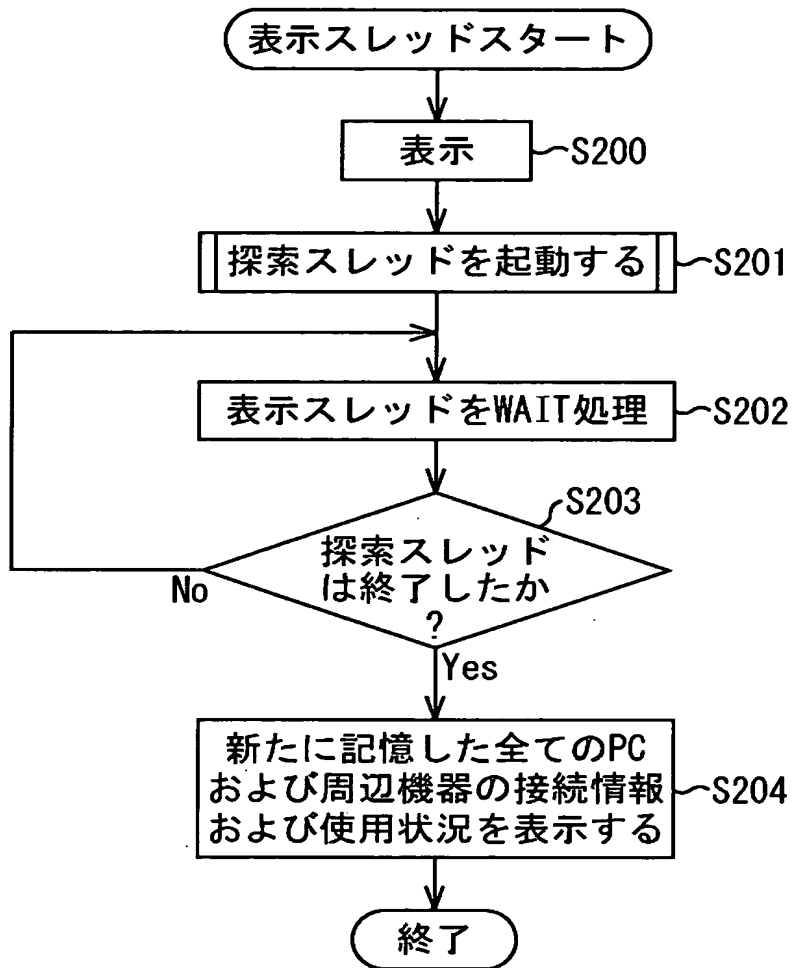 表示スレッドスタート
表示
S200
探索スレッドを起動する
S201
表示スレッドをWAIT処理
S202
S203
探索スレッド
は終了したか
?
No
Yes
新たに記憶した全てのPC
および周辺機器の接続情報
および使用状況を表示する
S204
終了